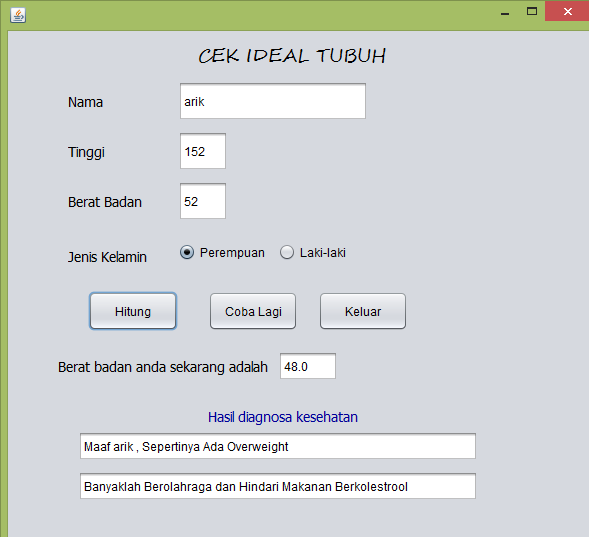 CEK IDEAL TUBUH
Nama arik
Tinggi 152
Berat Badan 52
Jenis Kelamin Perempuan Laki-laki
Hitung Coba Lagi Keluar
Berat badan anda sekarang adalah 48.0
Hasil diagnosa kesehatan
Maaf arik , Sepertinya Ada Overweight
Banyaklah Berolahraga dan Hindari Makanan Berkolestrool